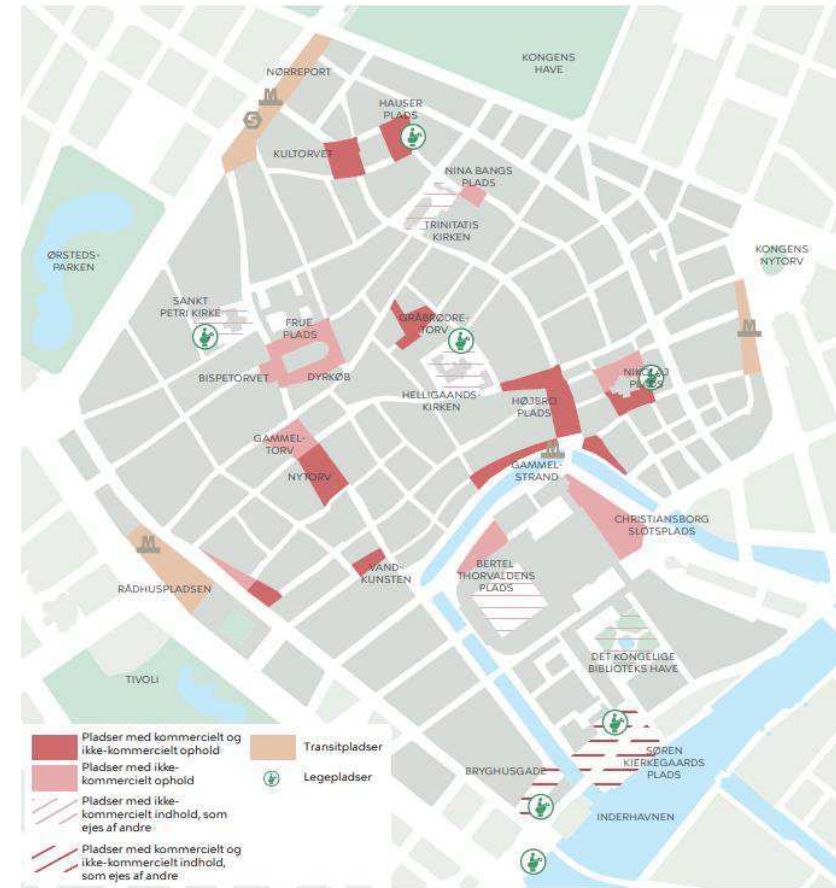 KONGENS
HAVE
NØRREPORT
M
S
HAUSER
PLADS
KULTORVET
NINA BANGS
PLADS
TRINITATIS
KIRKEN
ØRSTEDS-
PARKEN
KONGENS
NYTORV
M
SANKT
PETRI KIRKE
FRUE
PLADS
GRÅBRØDRE-
TORV
BISPETORVET
DYRKØB
HELLIGAANDS-
KIRKEN
HØJBRO
PLADS
NIKOLAJ
PLADS
GAMMEL-
TORV
NYTORV
M
GAMMEL-
STRAND
CHRISTIANSBORG
SLOTSPLADS
M
RÅDHUSPLADSEN
VAND-
KUNSTEN
BERTEL
THORVALDENS
PLADS
TIVOLI
DET KONGELIGE
BIBLIOTEKS HAVE
SØREN
KIERKEGAARDS
PLADS
BRYGHUSGADE
INDERHAVNEN
Pladser med kommercielt og
ikke-kommercielt ophold
Pladser med ikke-
kommercielt ophold
Pladser med ikke-
kommercielt indhold, som
ejes af andre
Pladser med kommercielt og
ikke-kommercielt indhold,
som ejes af andre
Transitpladser
Legepladser